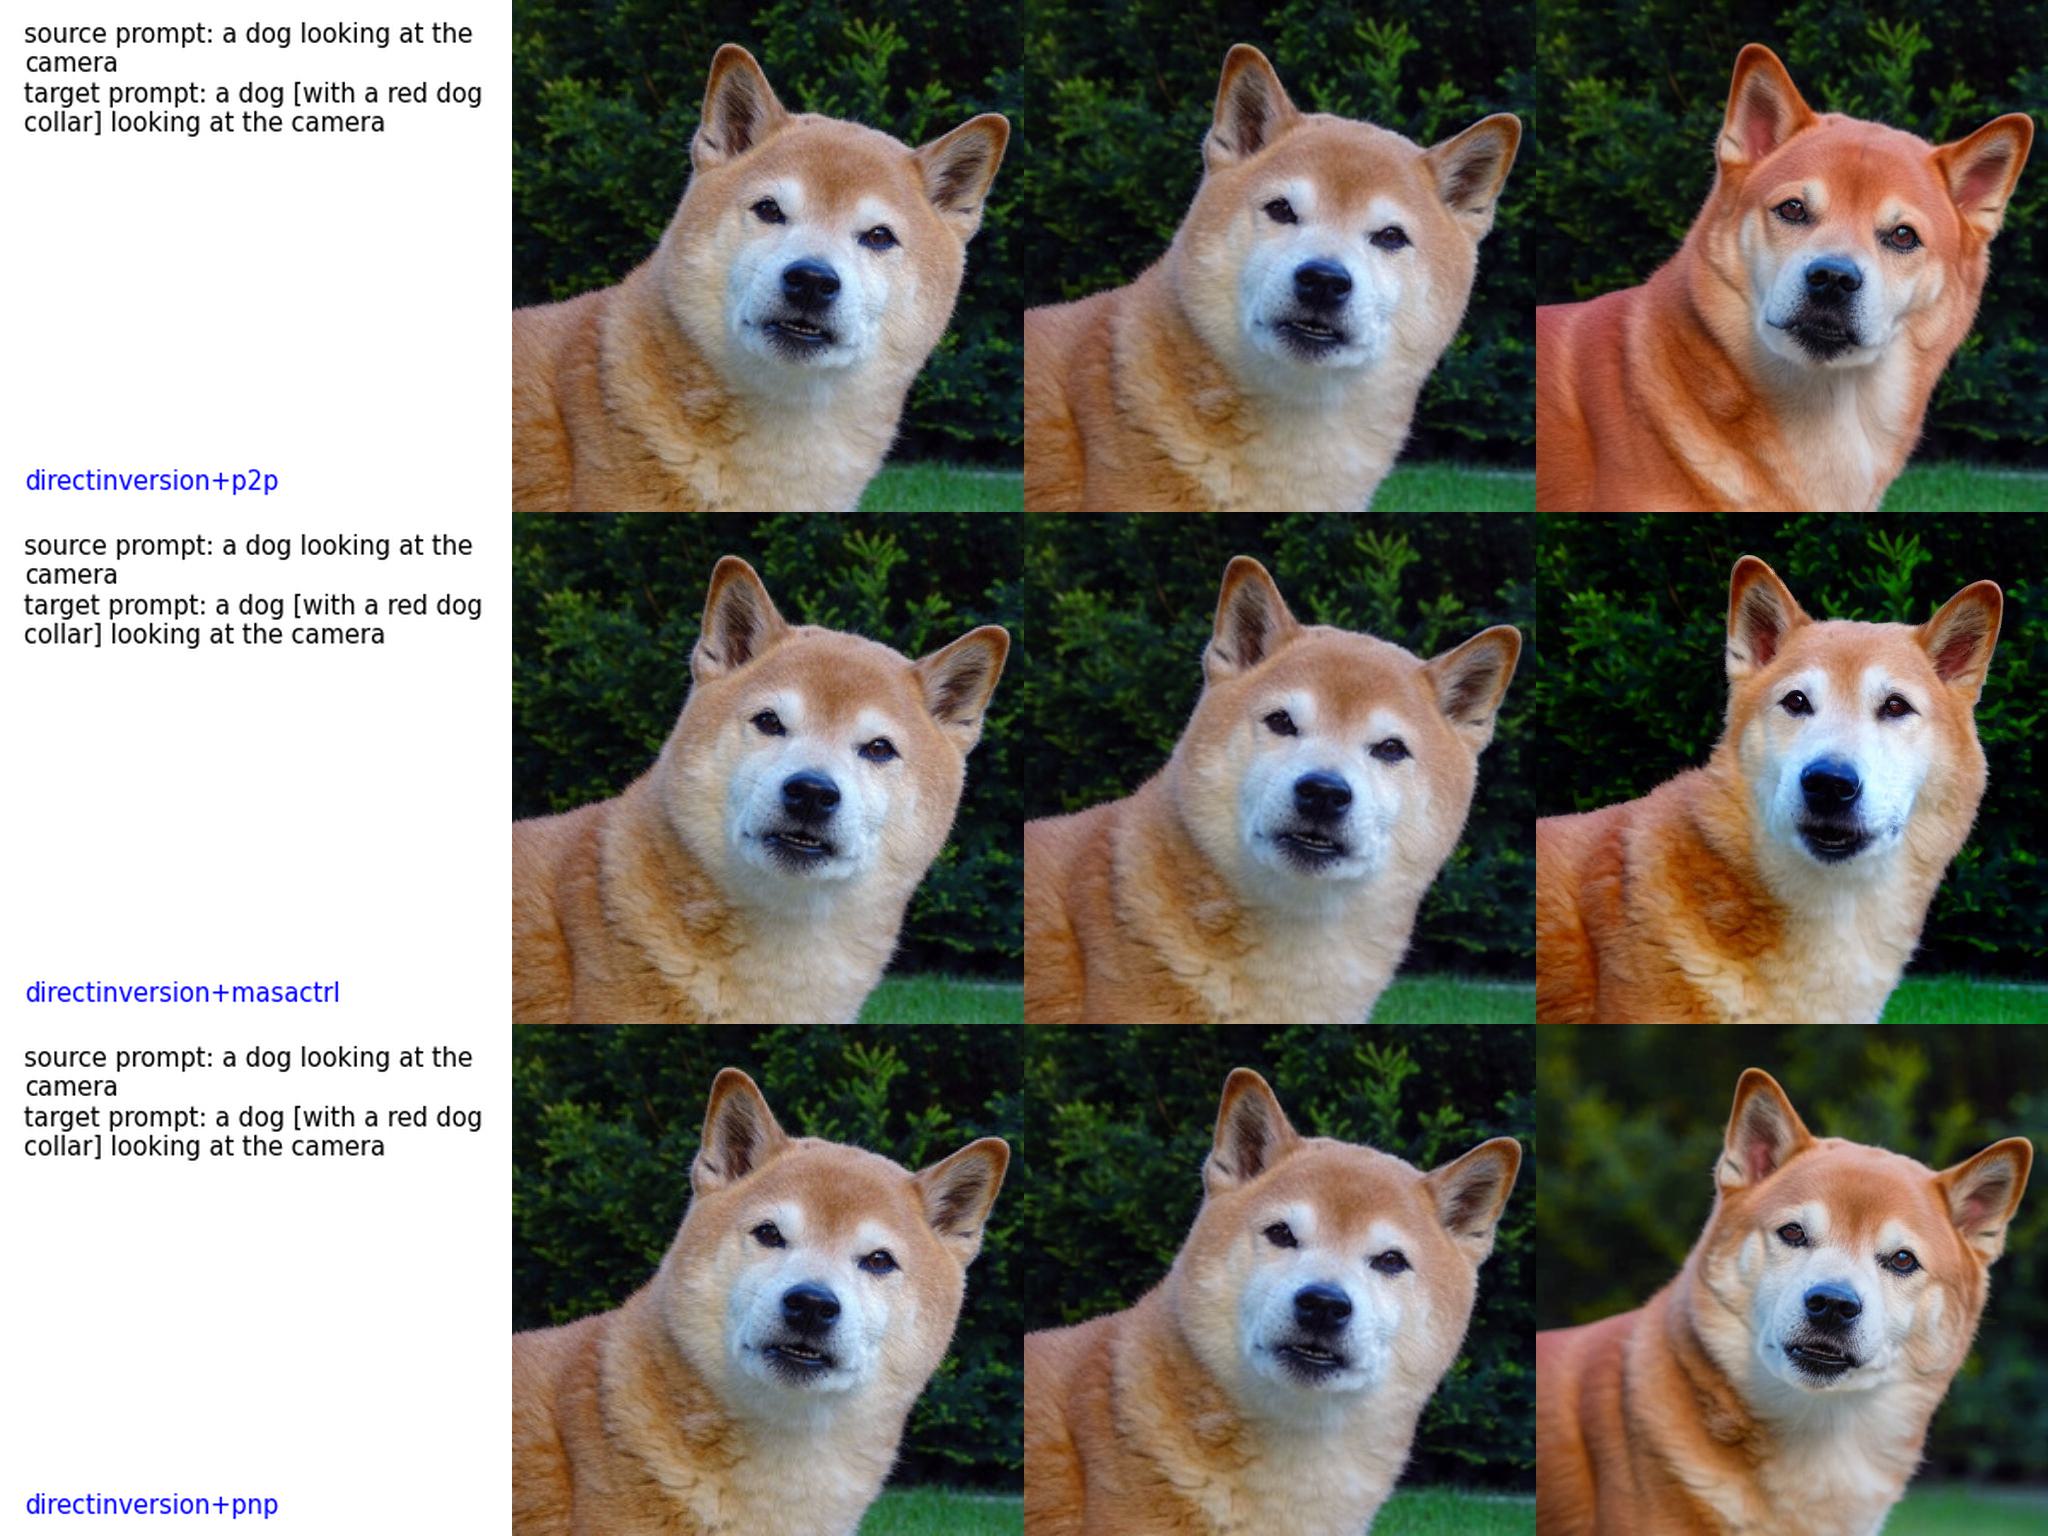 source prompt: a dog looking at the
camera
target prompt: a dog [with a red dog
collar] looking at the camera
directinversion+p2p
source prompt: a dog looking at the
camera
target prompt: a dog [with a red dog
collar] looking at the camera
directinversion+masactrl
source prompt: a dog looking at the
camera
target prompt: a dog [with a red dog
collar] looking at the camera
directinversion+pnp